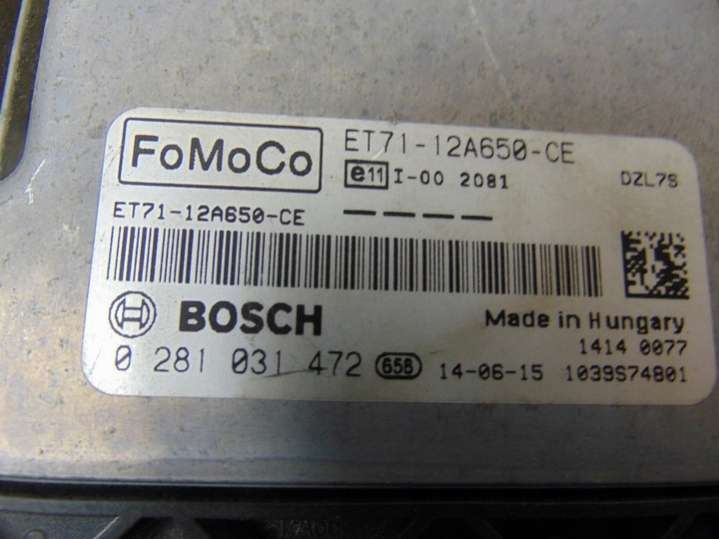 FoMoCo
ET71-12A650-CE
e11 I-00 2081
DZL7S
ET71-12A650-CE
BOSCH
Made in Hungary
1414 0077
0 281 031 472 65B 14-06-15 1039S74801